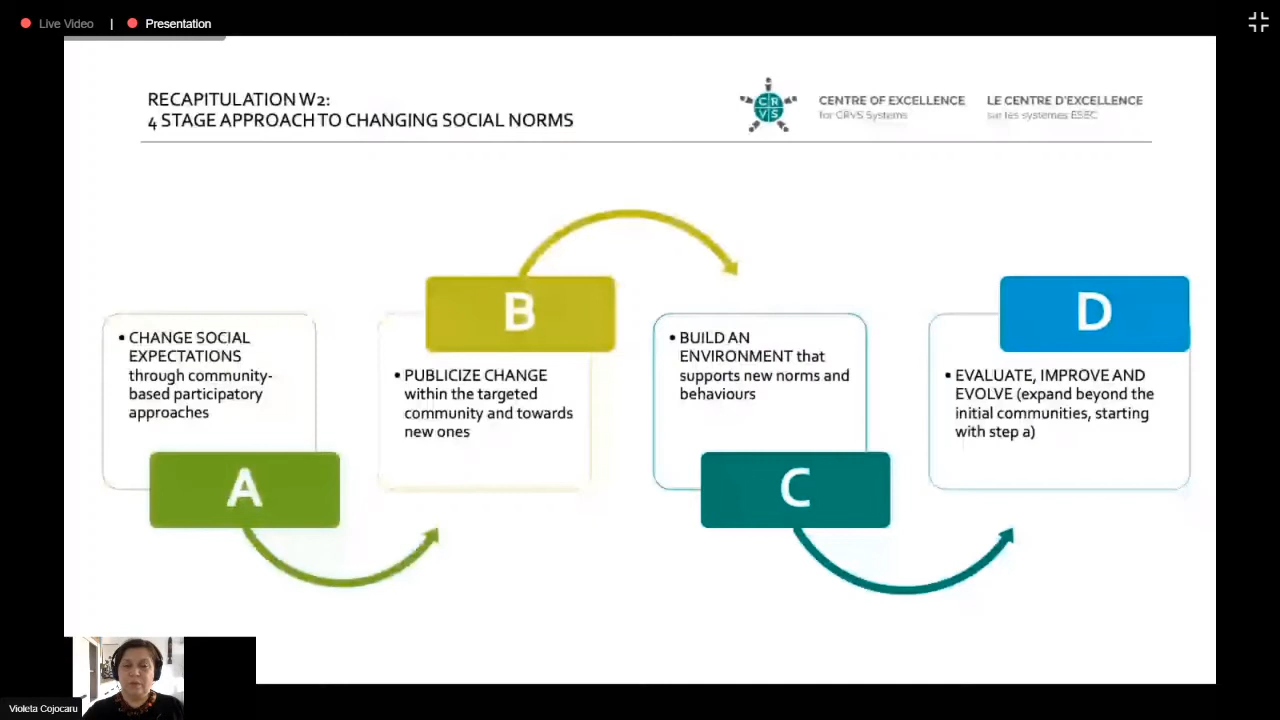 Live Video | Presentation
RECAPITULATION W2:
4 STAGE APPROACH TO CHANGING SOCIAL NORMS
CRVS
CENTRE OF EXCELLENCE
for CRVS Systems
LE CENTRE D'EXCELLENCE
sur les systèmes ESEC
• CHANGE SOCIAL
EXPECTATIONS
through community-
based participatory
approaches
A
B
• PUBLICIZE CHANGE
within the targeted
community and towards
new ones
• BUILD AN
ENVIRONMENT that
supports new norms and
behaviours
C
D
• EVALUATE, IMPROVE AND
EVOLVE (expand beyond the
initial communities, starting
with step a)
Violeta Cojocaru